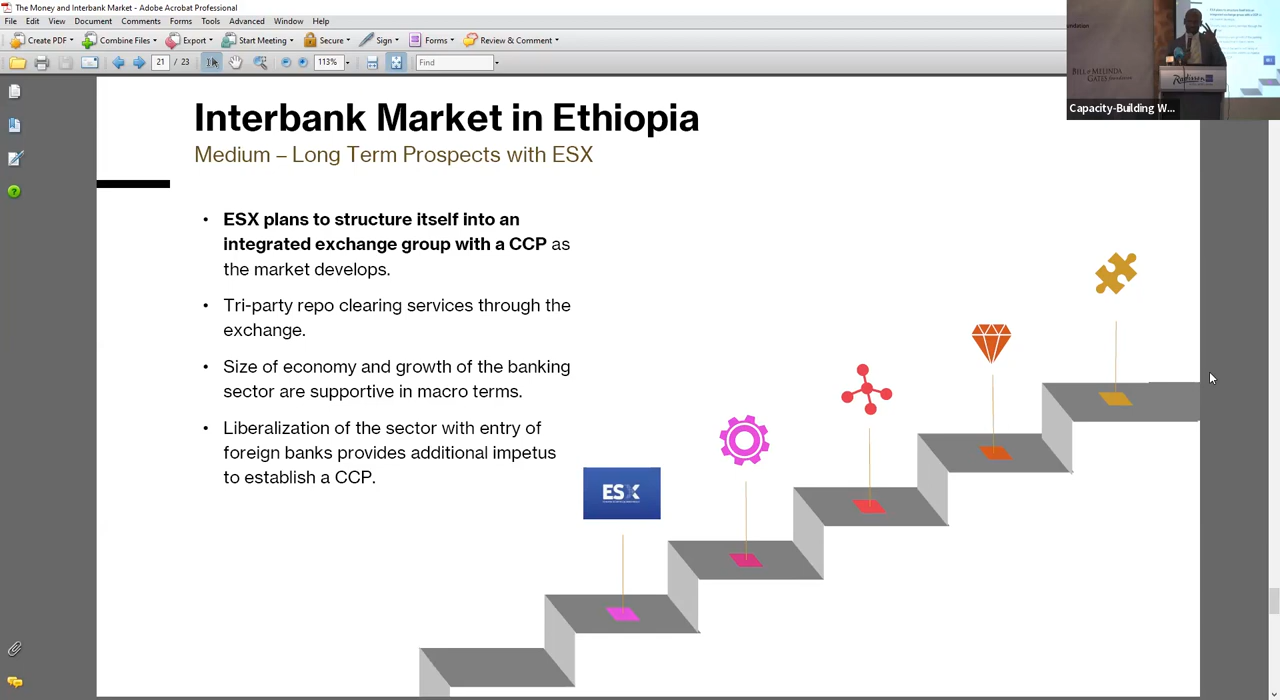 The Money and Interbank Market - Adobe Acrobat Professional
File Edit View Document Comments Forms Tools Advanced Window Help
Create PDF Combine Files Export Start Meeting Secure Sign Forms Review & Comment
21 / 23 113% Find
Interbank Market in Ethiopia
Medium – Long Term Prospects with ESX
• ESX plans to structure itself into an
integrated exchange group with a CCP as
the market develops.
• Tri-party repo clearing services through the
exchange.
• Size of economy and growth of the banking
sector are supportive in macro terms.
• Liberalization of the sector with entry of
foreign banks provides additional impetus
to establish a CCP.
ESX
BILL & MELINDA
GATES foundation
Radisson
Capacity-Building W...